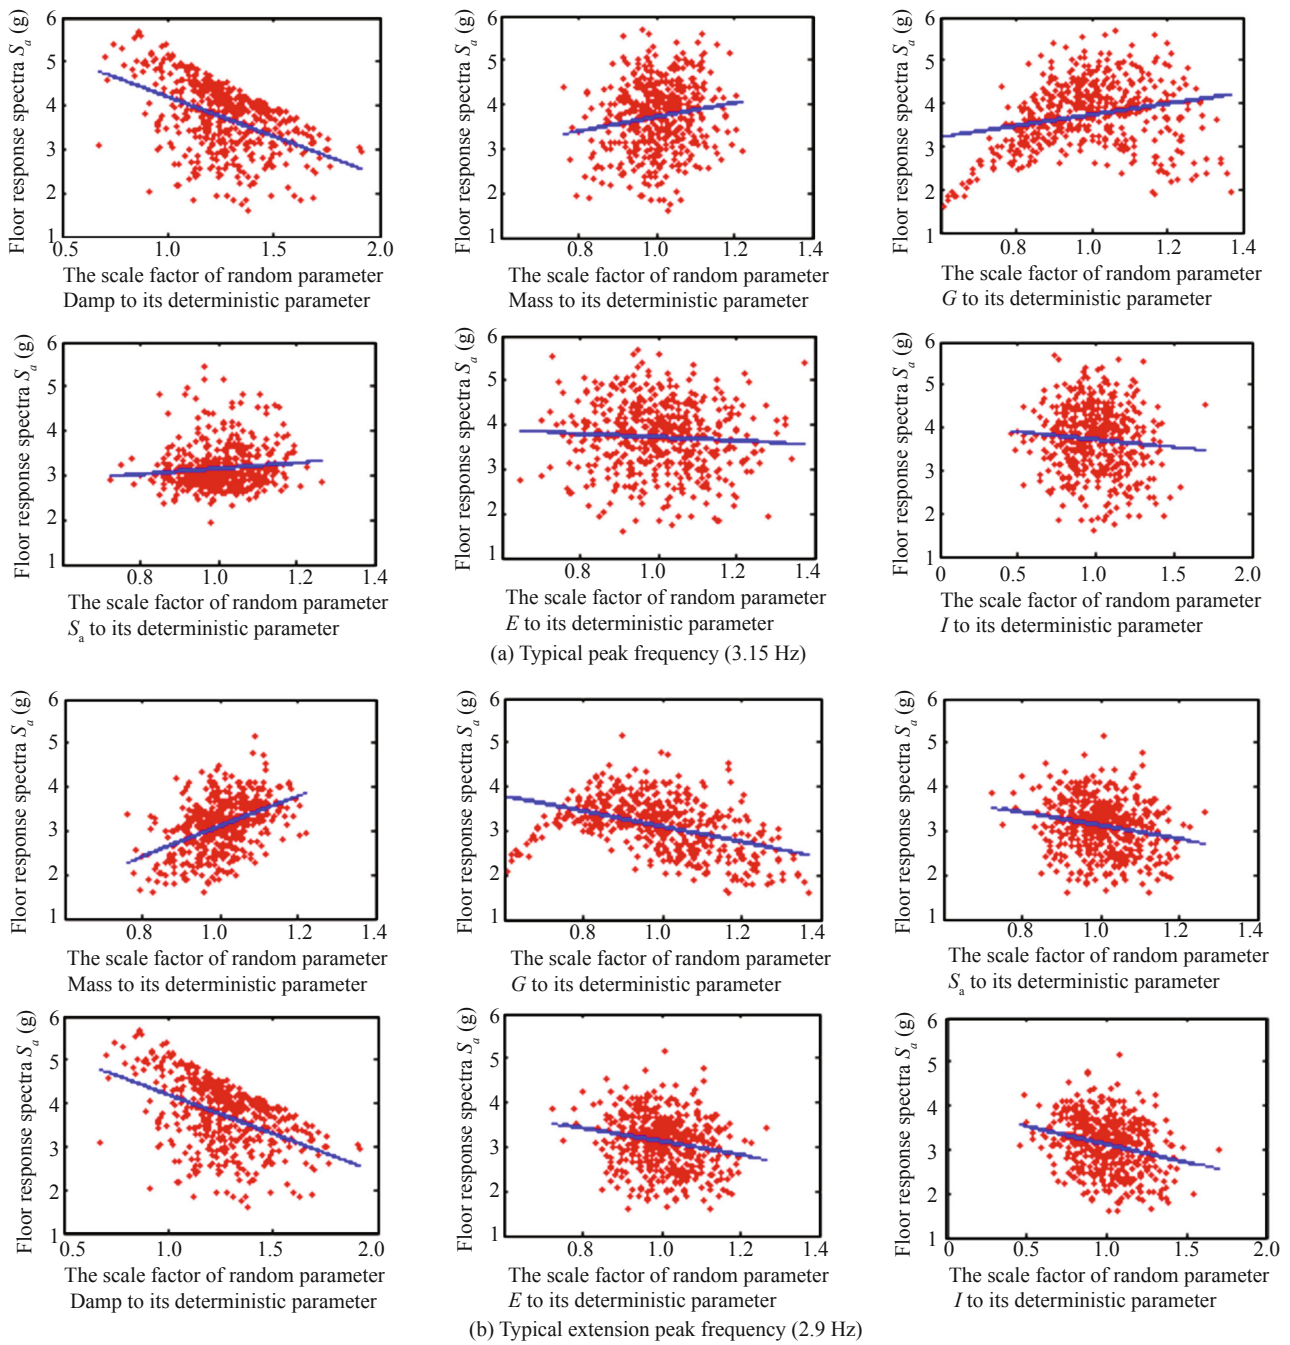 Floor response spectra Sa (g)
6
5
4
3
2
1
0.5 1.0 1.5 2.0
The scale factor of random parameter
Damp to its deterministic parameter
Floor response spectra Sa (g)
6
5
4
3
2
1
0.8 1.0 1.2 1.4
The scale factor of random parameter
Mass to its deterministic parameter
Floor response spectra Sa (g)
6
5
4
3
2
1
0.8 1.0 1.2 1.4
The scale factor of random parameter
G to its deterministic parameter
Floor response spectra Sa (g)
6
5
4
3
2
1
0.8 1.0 1.2 1.4
The scale factor of random parameter
Sa to its deterministic parameter
Floor response spectra Sa (g)
6
5
4
3
2
1
0.8 1.0 1.2 1.4
The scale factor of random parameter
E to its deterministic parameter
Floor response spectra Sa (g)
6
5
4
3
2
1
0 0.5 1.0 1.5 2.0
The scale factor of random parameter
I to its deterministic parameter
(a) Typical peak frequency (3.15 Hz)
Floor response spectra Sa (g)
6
5
4
3
2
1
0.8 1.0 1.2 1.4
The scale factor of random parameter
Mass to its deterministic parameter
Floor response spectra Sa (g)
6
5
4
3
2
1
0.8 1.0 1.2 1.4
The scale factor of random parameter
G to its deterministic parameter
Floor response spectra Sa (g)
6
5
4
3
2
1
0.8 1.0 1.2 1.4
The scale factor of random parameter
Sa to its deterministic parameter
Floor response spectra Sa (g)
6
5
4
3
2
1
0.5 1.0 1.5 2.0
The scale factor of random parameter
Damp to its deterministic parameter
Floor response spectra Sa (g)
6
5
4
3
2
1
0.8 1.0 1.2 1.4
The scale factor of random parameter
E to its deterministic parameter
Floor response spectra Sa (g)
6
5
4
3
2
1
0 0.5 1.0 1.5 2.0
The scale factor of random parameter
I to its deterministic parameter
(b) Typical extension peak frequency (2.9 Hz)